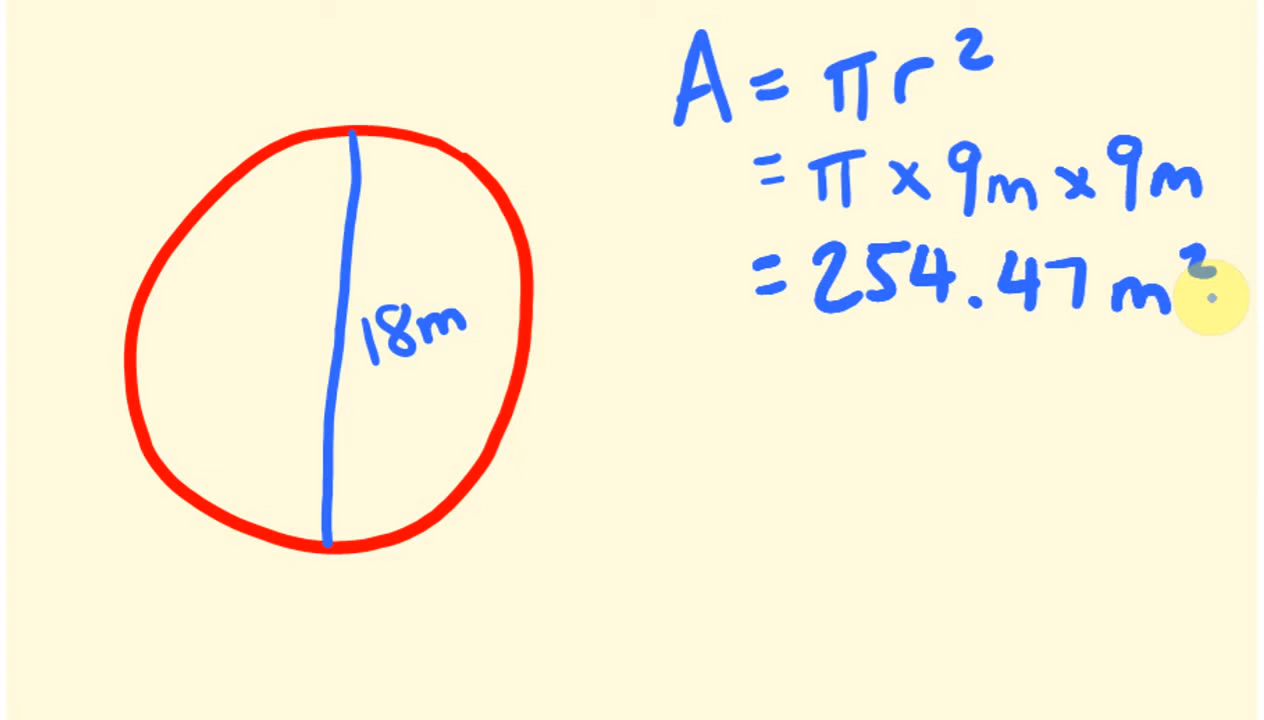 A = πr²
= π × 9m × 9m
= 254.47 m²
18m